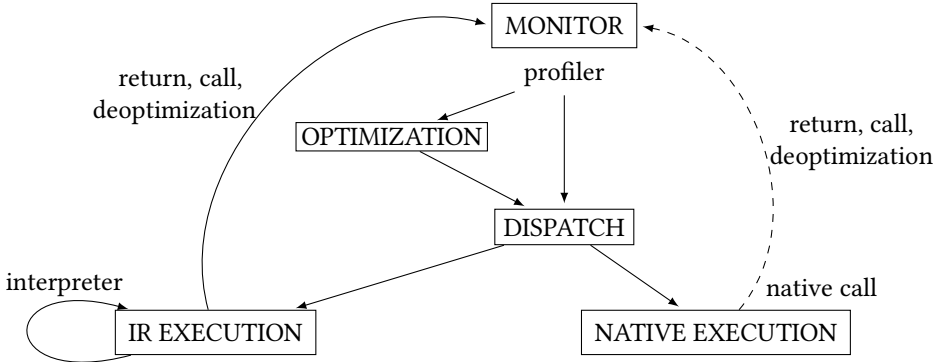 MONITOR
profiler
return, call,
deoptimization
OPTIMIZATION
return, call,
deoptimization
DISPATCH
interpreter
native call
IR EXECUTION
NATIVE EXECUTION